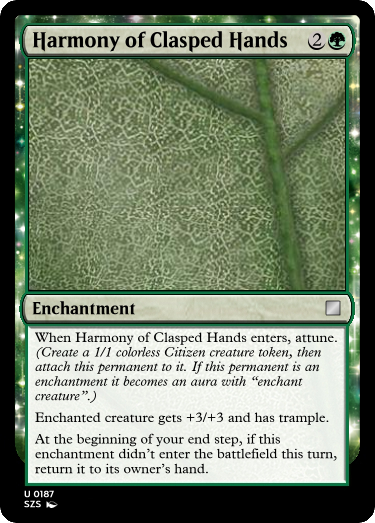 Harmony of Clasped Hands 2
Enchantment
When Harmony of Clasped Hands enters, attune.
(Create a 1/1 colorless Citizen creature token, then
attach this permanent to it. If this permanent is an
enchantment it becomes an aura with “enchant
creature”.)
Enchanted creature gets +3/+3 and has trample.
At the beginning of your end step, if this
enchantment didn’t enter the battlefield this turn,
return it to its owner’s hand.
U 0187
SZS